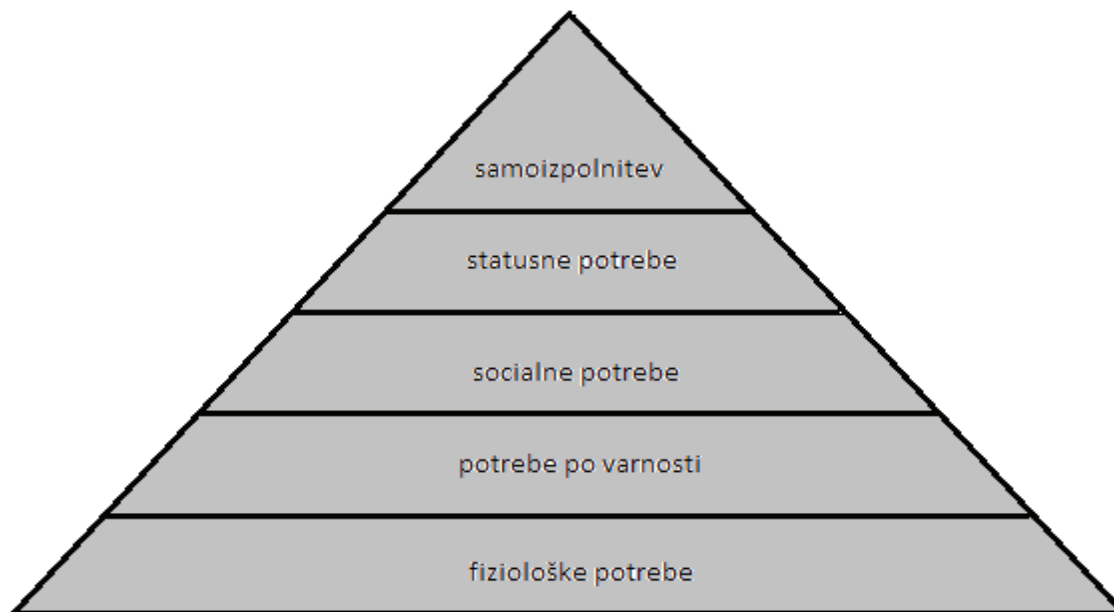 samoizpolnitev
statusne potrebe
socialne potrebe
potrebe po varnosti
fiziološke potrebe